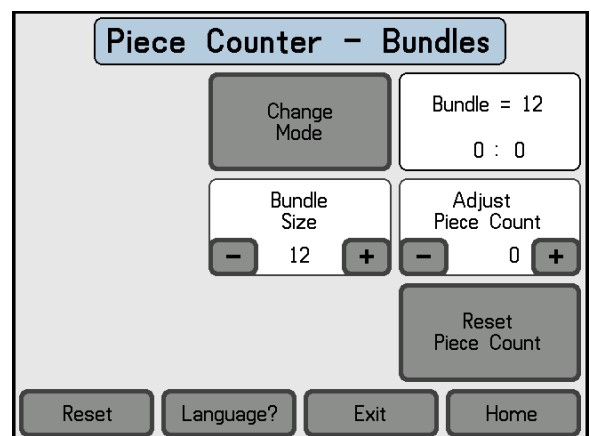 Piece Counter - Bundles
Change
Mode
Bundle = 12
0 : 0
Bundle
Size
- 12 +
Adjust
Piece Count
- 0 +
Reset
Piece Count
Reset
Language?
Exit
Home